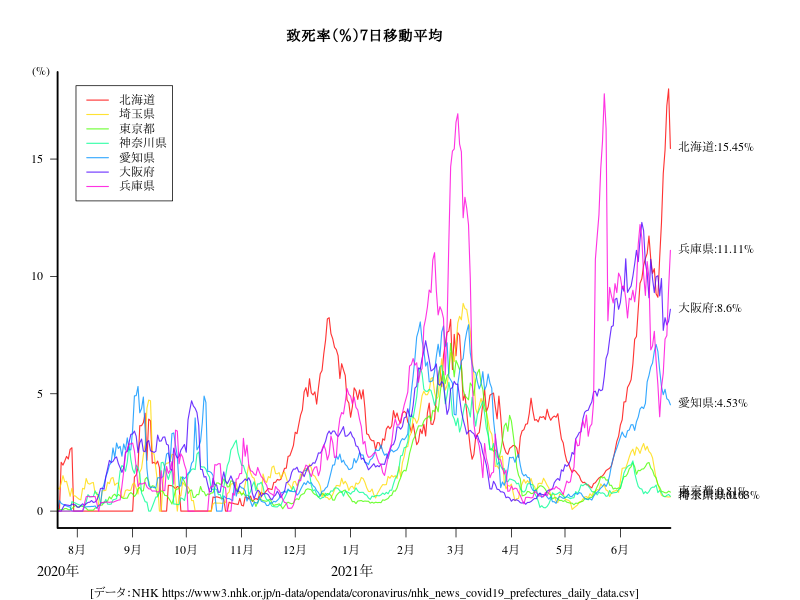 致死率(%)7日移動平均
(%)
北海道
埼玉県
東京都
神奈川県
愛知県
大阪府
兵庫県
15
10
5
0
北海道:15.45%
兵庫県:11.11%
大阪府:8.6%
愛知県:4.53%
東京都:0.81%
8月 9月 10月 11月 12月 1月 2月 3月 4月 5月 6月
2020年 2021年
[データ:NHK https://www3.nhk.or.jp/n-data/opendata/coronavirus/nhk_news_covid19_prefectures_daily_data.csv]